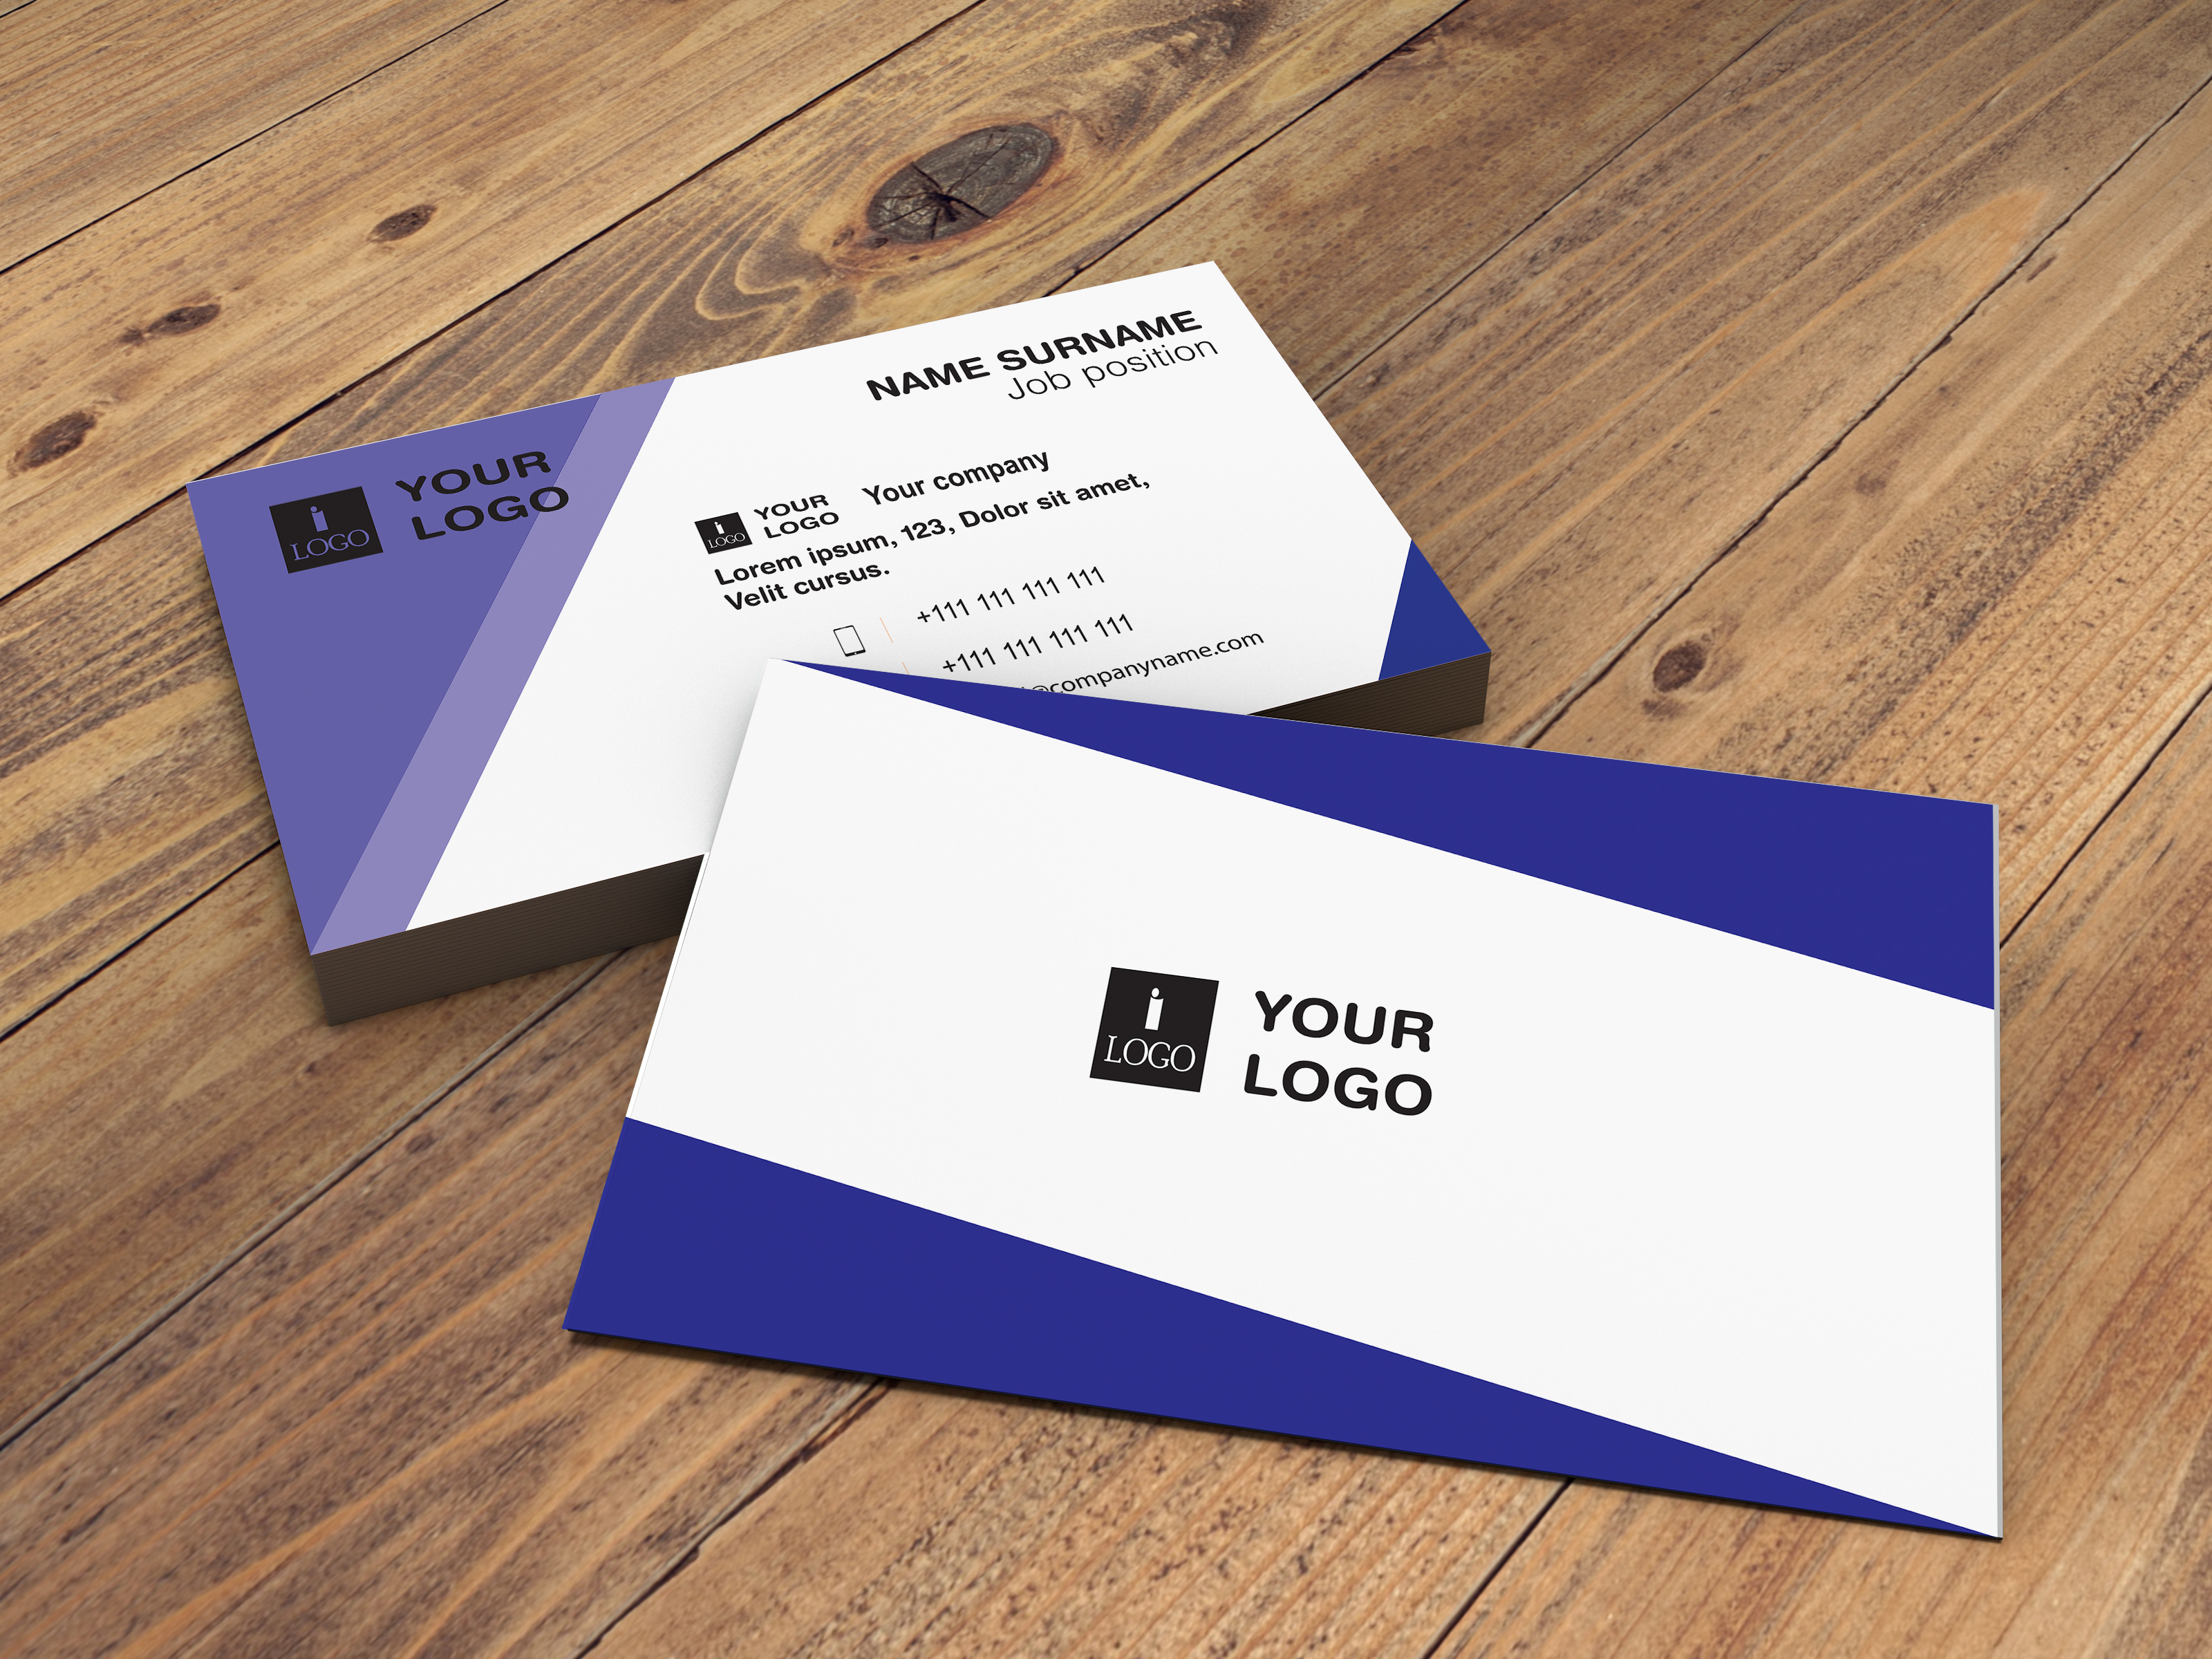 NAME SURNAME
Job position
LOGO
YOUR
LOGO
LOGO
YOUR
LOGO
Your company
Lorem ipsum, 123, Dolor sit amet,
Velit cursus.
+111 111 111 111
+111 111 111 111
@companyname.com
LOGO
YOUR
LOGO